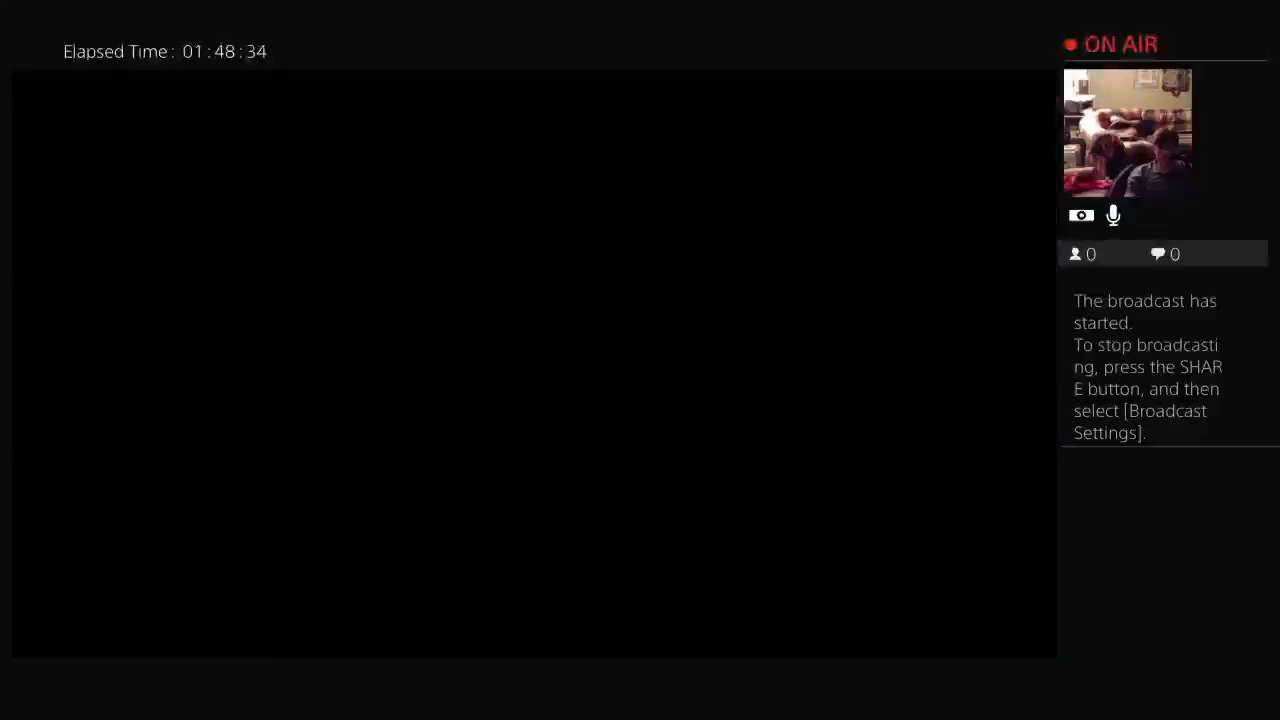 Elapsed Time: 01:48:34
ON AIR
0 0
The broadcast has
started.
To stop broadcasti
ng, press the SHAR
E button, and then
select [Broadcast
Settings].